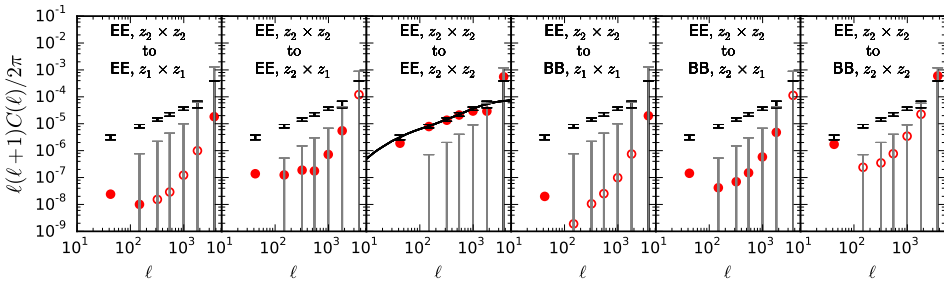 EE, z₂ × z₂ to EE, z₁ × z₁
EE, z₂ × z₂ to EE, z₂ × z₁
EE, z₂ × z₂ to EE, z₂ × z₂
EE, z₂ × z₂ to BB, z₁ × z₁
EE, z₂ × z₂ to BB, z₂ × z₁
EE, z₂ × z₂ to BB, z₂ × z₂
ℓ(ℓ+1)C(ℓ)/2π
10⁻¹
10⁻²
10⁻³
10⁻⁴
10⁻⁵
10⁻⁶
10⁻⁷
10⁻⁸
10⁻⁹
10¹ 10² 10³ 10¹ 10² 10³ 10¹ 10² 10³ 10¹ 10² 10³ 10¹ 10² 10³ 10¹ 10² 10³
ℓ ℓ ℓ ℓ ℓ ℓ